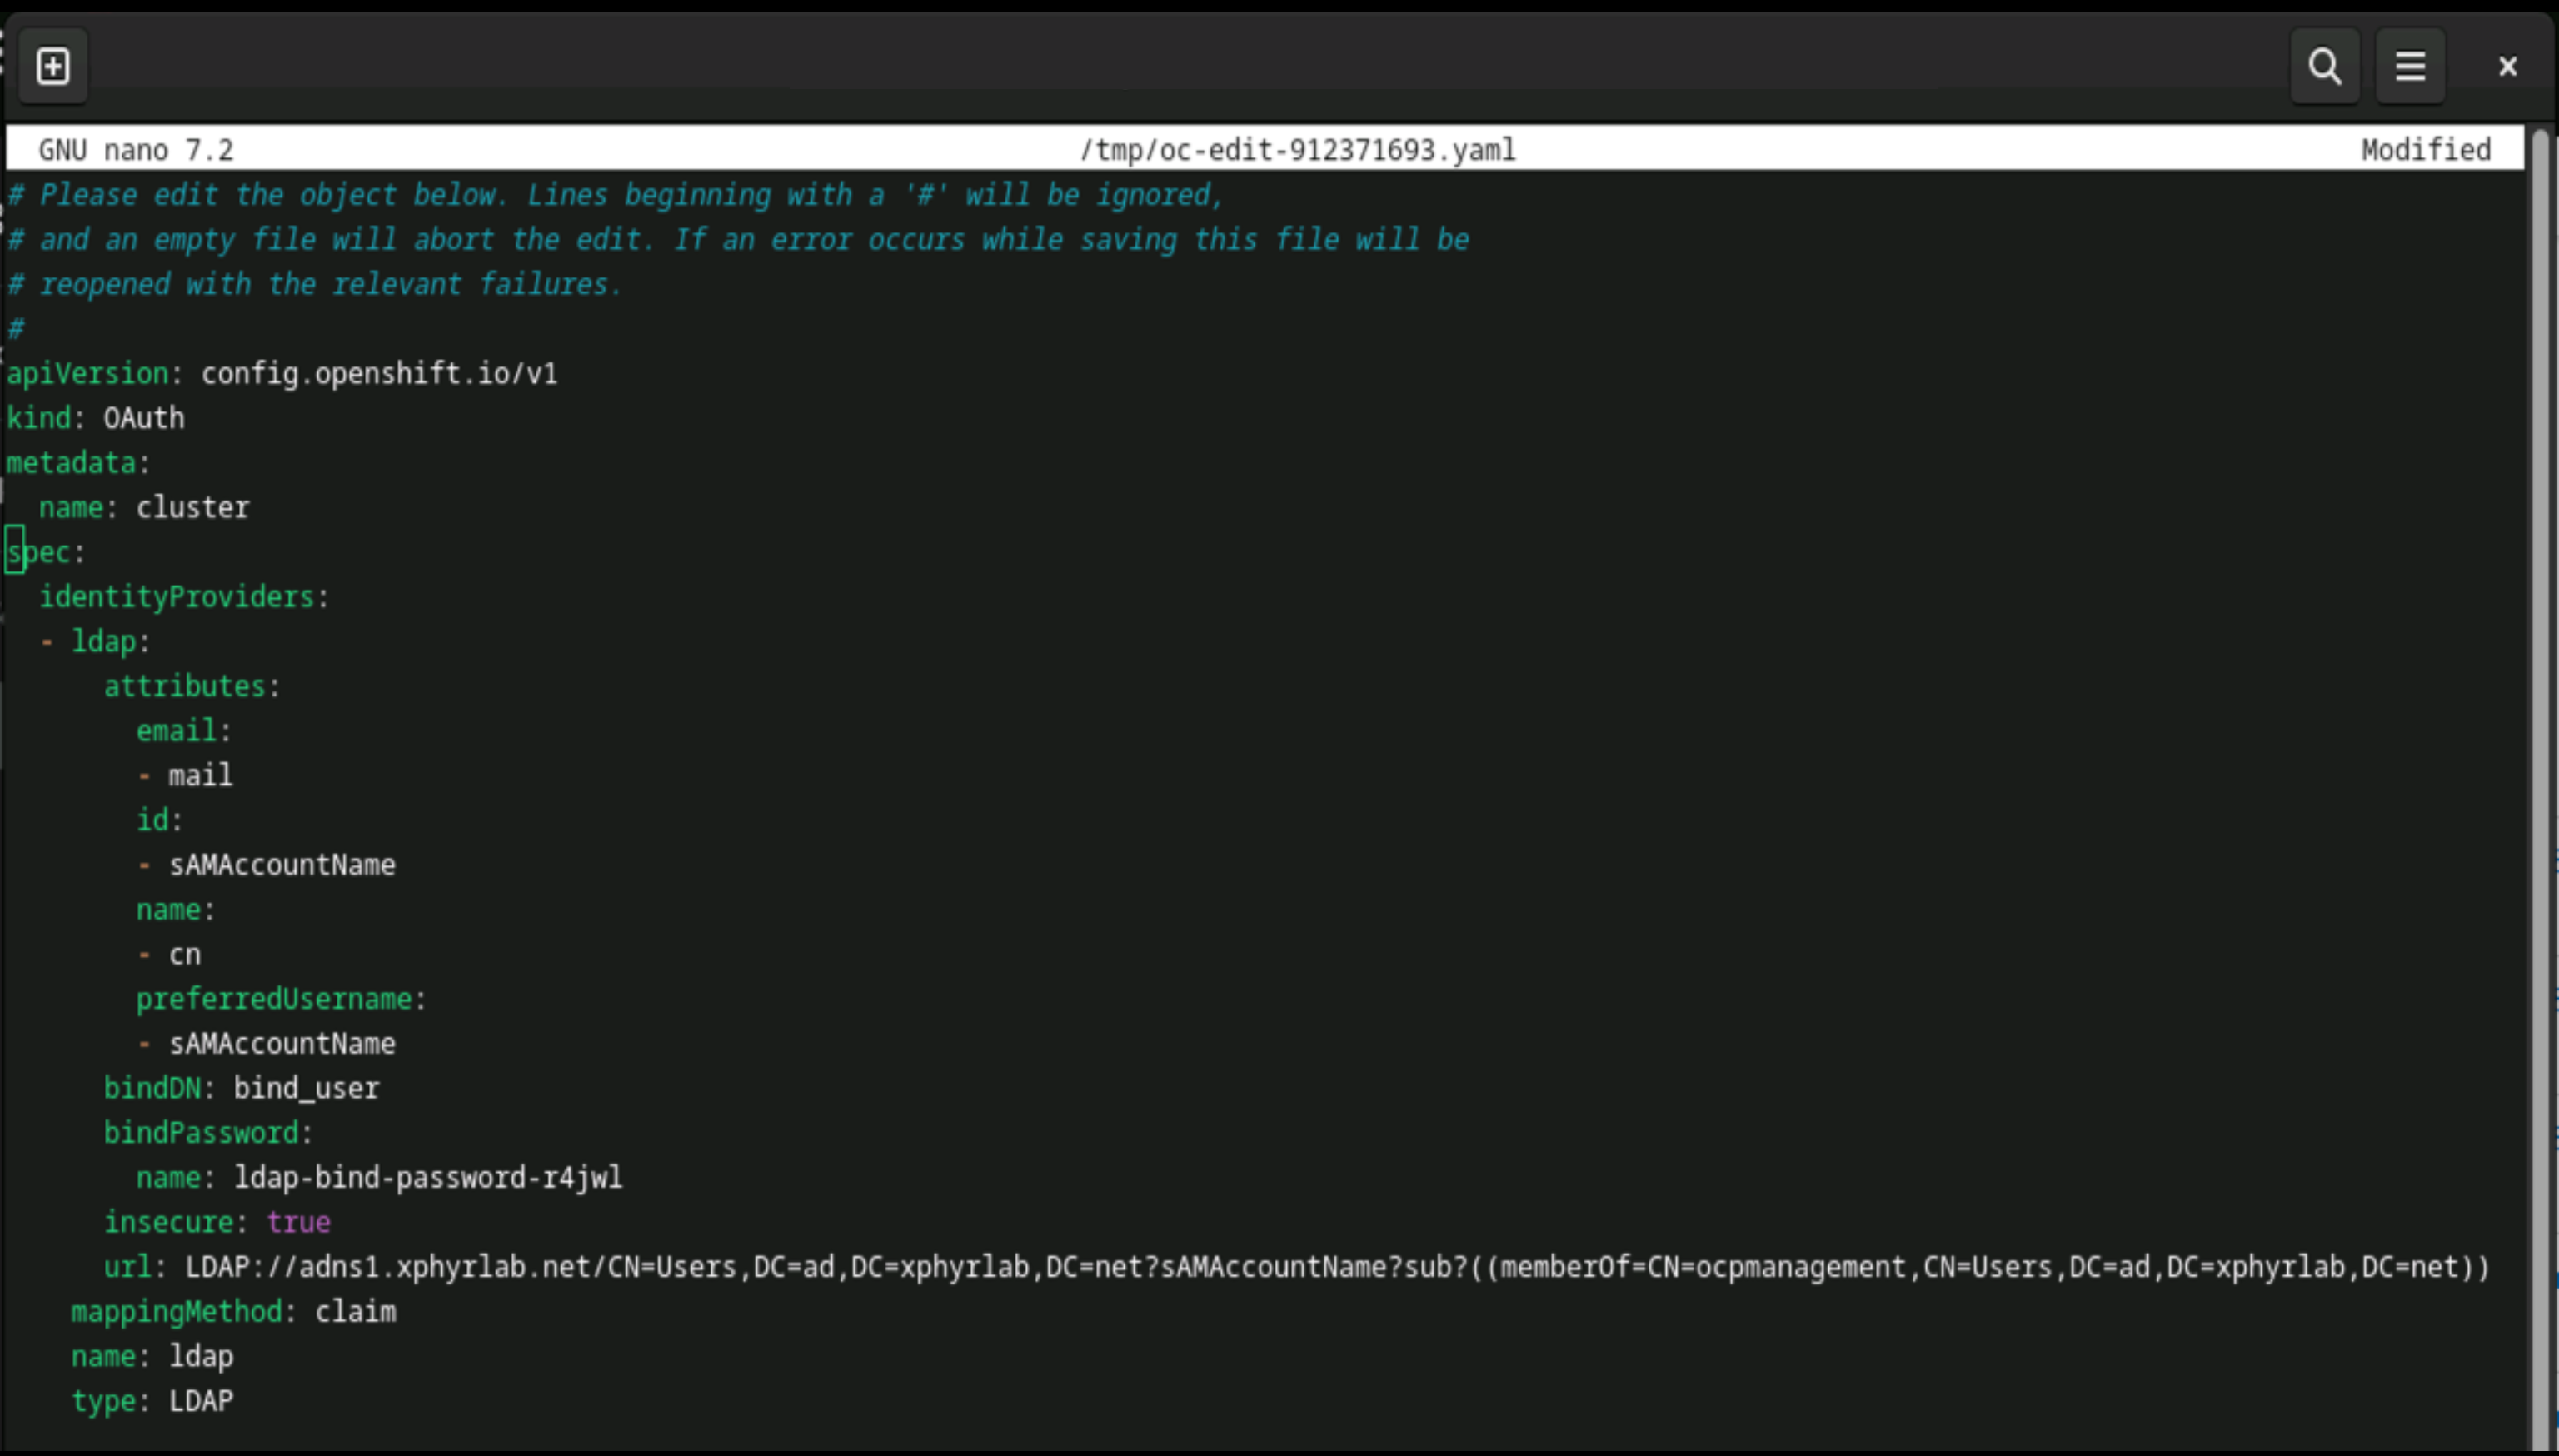 GNU nano 7.2 /tmp/oc-edit-912371693.yaml Modified
# Please edit the object below. Lines beginning with a '#' will be ignored,
# and an empty file will abort the edit. If an error occurs while saving this file will be
# reopened with the relevant failures.
#
apiVersion: config.openshift.io/v1
kind: OAuth
metadata:
  name: cluster
spec:
  identityProviders:
  - ldap:
      attributes:
        email:
        - mail
        id:
        - sAMAccountName
        name:
        - cn
        preferredUsername:
        - sAMAccountName
      bindDN: bind_user
      bindPassword:
        name: ldap-bind-password-r4jwl
      insecure: true
      url: LDAP://adns1.xphyrlab.net/CN=Users,DC=ad,DC=xphyrlab,DC=net?sAMAccountName?sub?((memberOf=CN=ocpmanagement,CN=Users,DC=ad,DC=xphyrlab,DC=net))
    mappingMethod: claim
    name: ldap
    type: LDAP